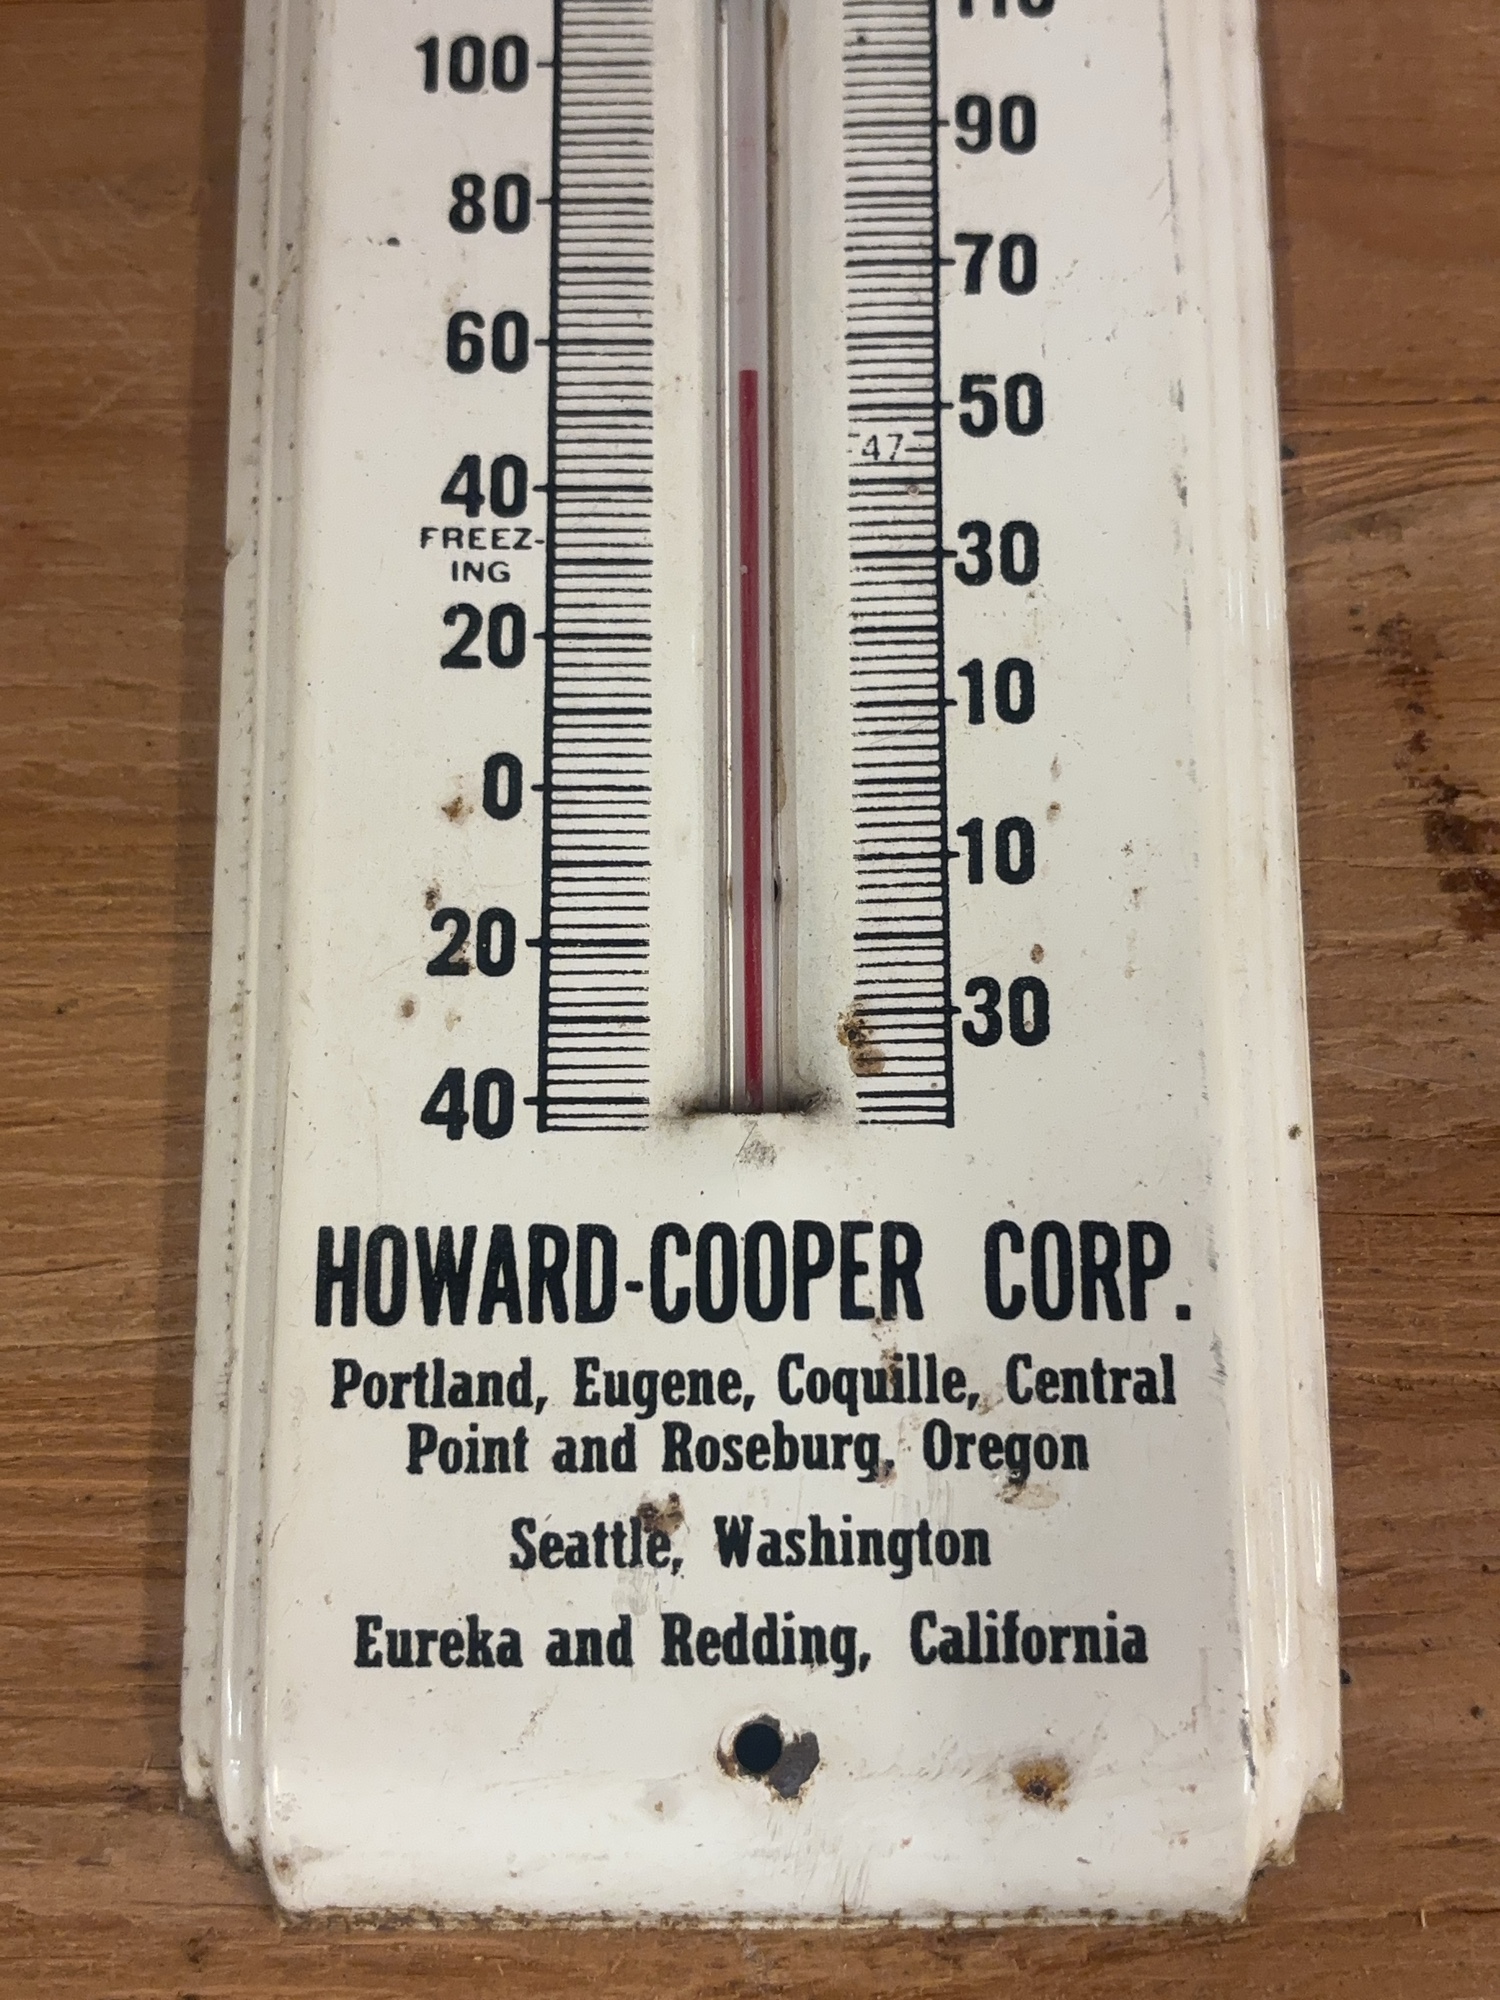 110
100
90
80
70
60
50
47
40
FREEZ-
ING
30
20
10
0
10
20
30
40
HOWARD-COOPER CORP.
Portland, Eugene, Coquille, Central
Point and Roseburg, Oregon
Seattle, Washington
Eureka and Redding, California